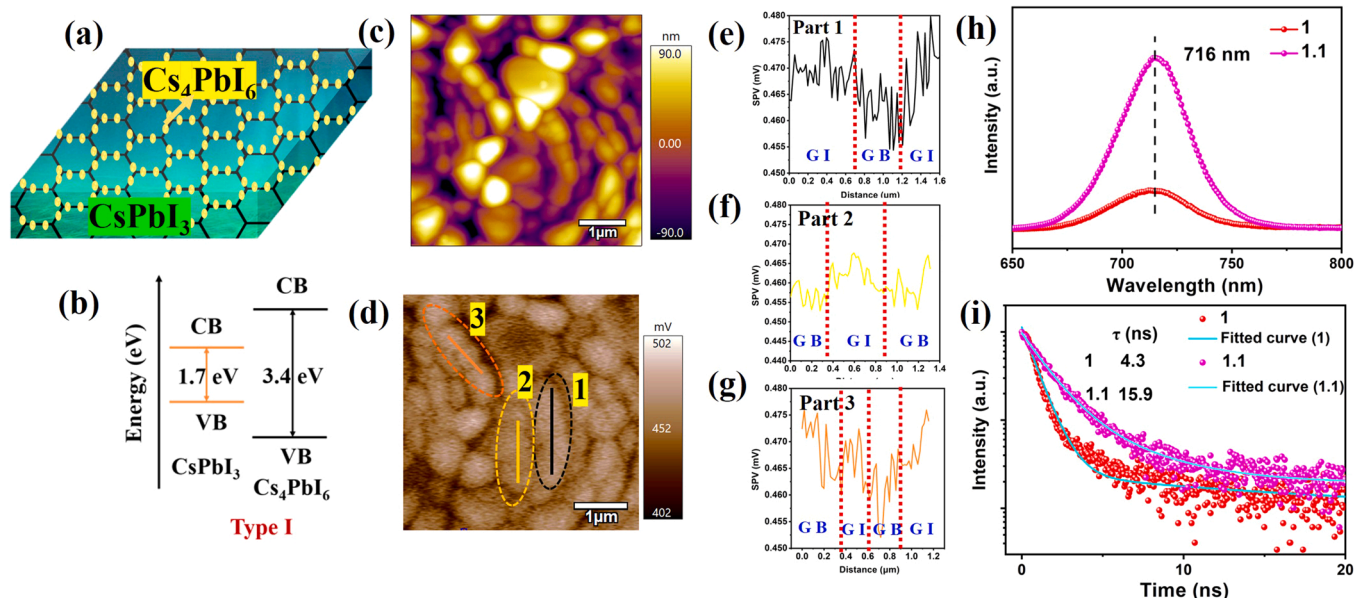 (a)
Cs₄PbI₆
CsPbI₃
(b)
Energy (eV)
CB
1.7 eV
VB
CsPbI₃
CB
3.4 eV
VB
Cs₄PbI₆
Type I
(c)
nm
90.0
0.00
-90.0
1μm
(d)
3
2
1
mV
502
452
402
1μm
(e)
Part 1
SPV (mV)
0.480
0.475
0.470
0.465
0.460
0.455
0.450
G I
G B
G I
0.0 0.2 0.4 0.6 0.8 1.0 1.2 1.4 1.6
Distance (μm)
(f)
Part 2
SPV (mV)
0.480
0.475
0.465
0.460
0.455
0.450
0.445
0.440
G B
G I
G B
0.0 0.2 0.4 0.6 0.8 1.0 1.2 1.4
(g)
Part 3
SPV (mV)
0.480
0.475
0.470
0.465
0.460
0.455
0.450
G B
G I
G B
G I
0.0 0.2 0.4 0.6 0.8 1.0 1.2
Distance (μm)
(h)
1
1.1
716 nm
Intensity (a.u.)
650 700 750 800
Wavelength (nm)
(i)
1
Fitted curve (1)
1.1
Fitted curve (1.1)
τ (ns)
1 4.3
1.1 15.9
Intensity (a.u.)
0 10 20
Time (ns)